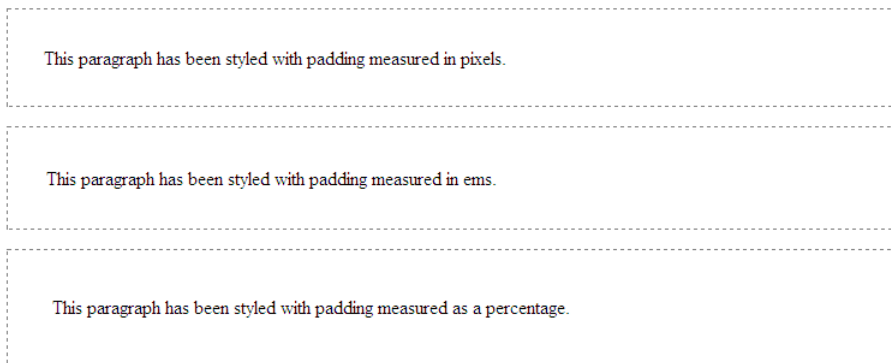 This paragraph has been styled with padding measured in pixels.
This paragraph has been styled with padding measured in ems.
This paragraph has been styled with padding measured as a percentage.